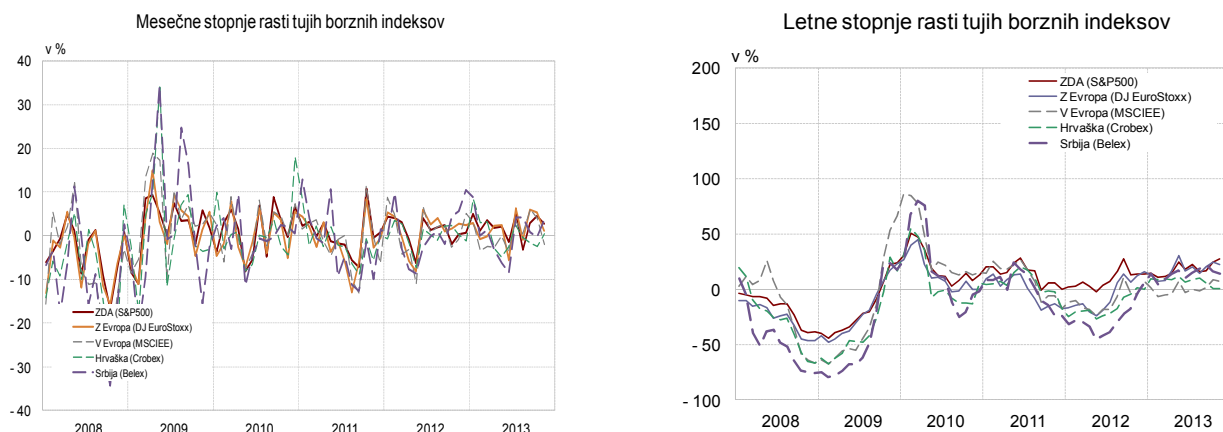 Mesečne stopnje rasti tujih borznih indeksov
v %
40
30
20
10
0
- 10
- 20
- 30
- 40
ZDA (S&P500)
Z Evropa (DJ EuroStoxx)
V Evropa (MSCIEE)
Hrvaška (Crobex)
Srbija (Belex)
2008 2009 2010 2011 2012 2013
Letne stopnje rasti tujih borznih indeksov
v %
200
150
100
50
0
- 50
- 100
ZDA (S&P500)
Z Evropa (DJ EuroStoxx)
V Evropa (MSCIEE)
Hrvaška (Crobex)
Srbija (Belex)
2008 2009 2010 2011 2012 2013